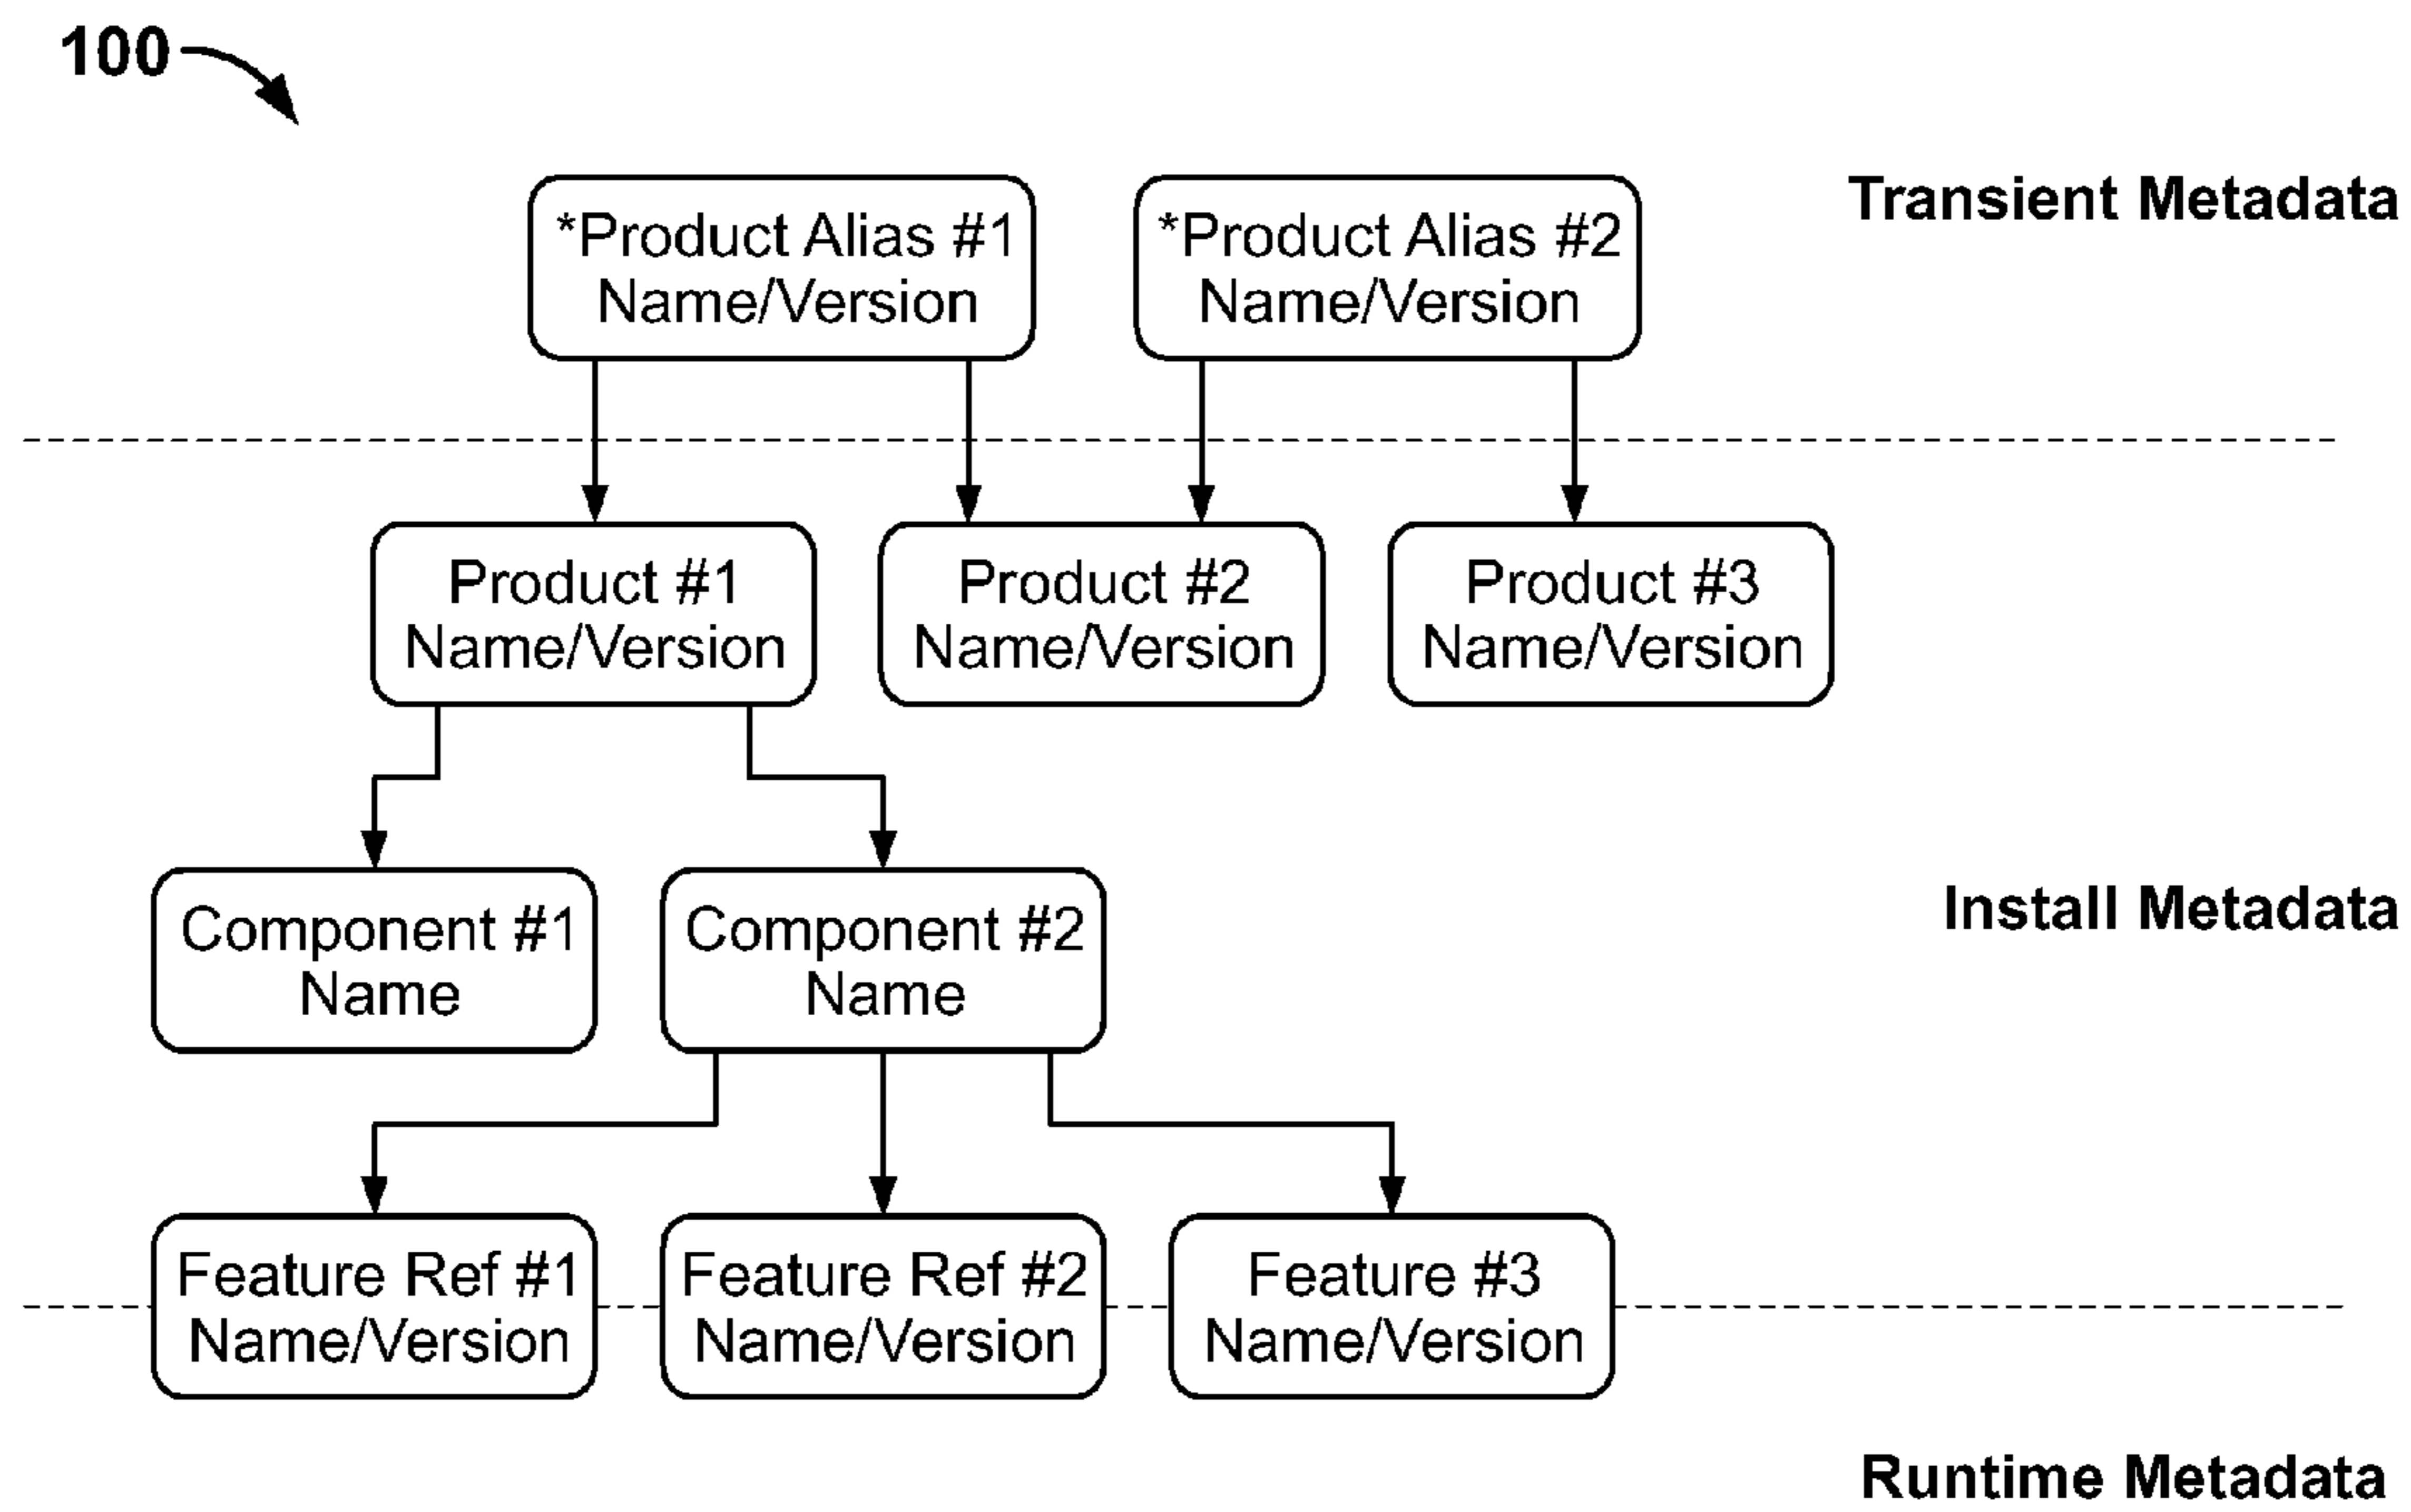 100
Transient Metadata
*Product Alias #1
Name/Version
*Product Alias #2
Name/Version
Product #1
Name/Version
Product #2
Name/Version
Product #3
Name/Version
Component #1
Name
Component #2
Name
Install Metadata
Feature Ref #1
Name/Version
Feature Ref #2
Name/Version
Feature #3
Name/Version
Runtime Metadata